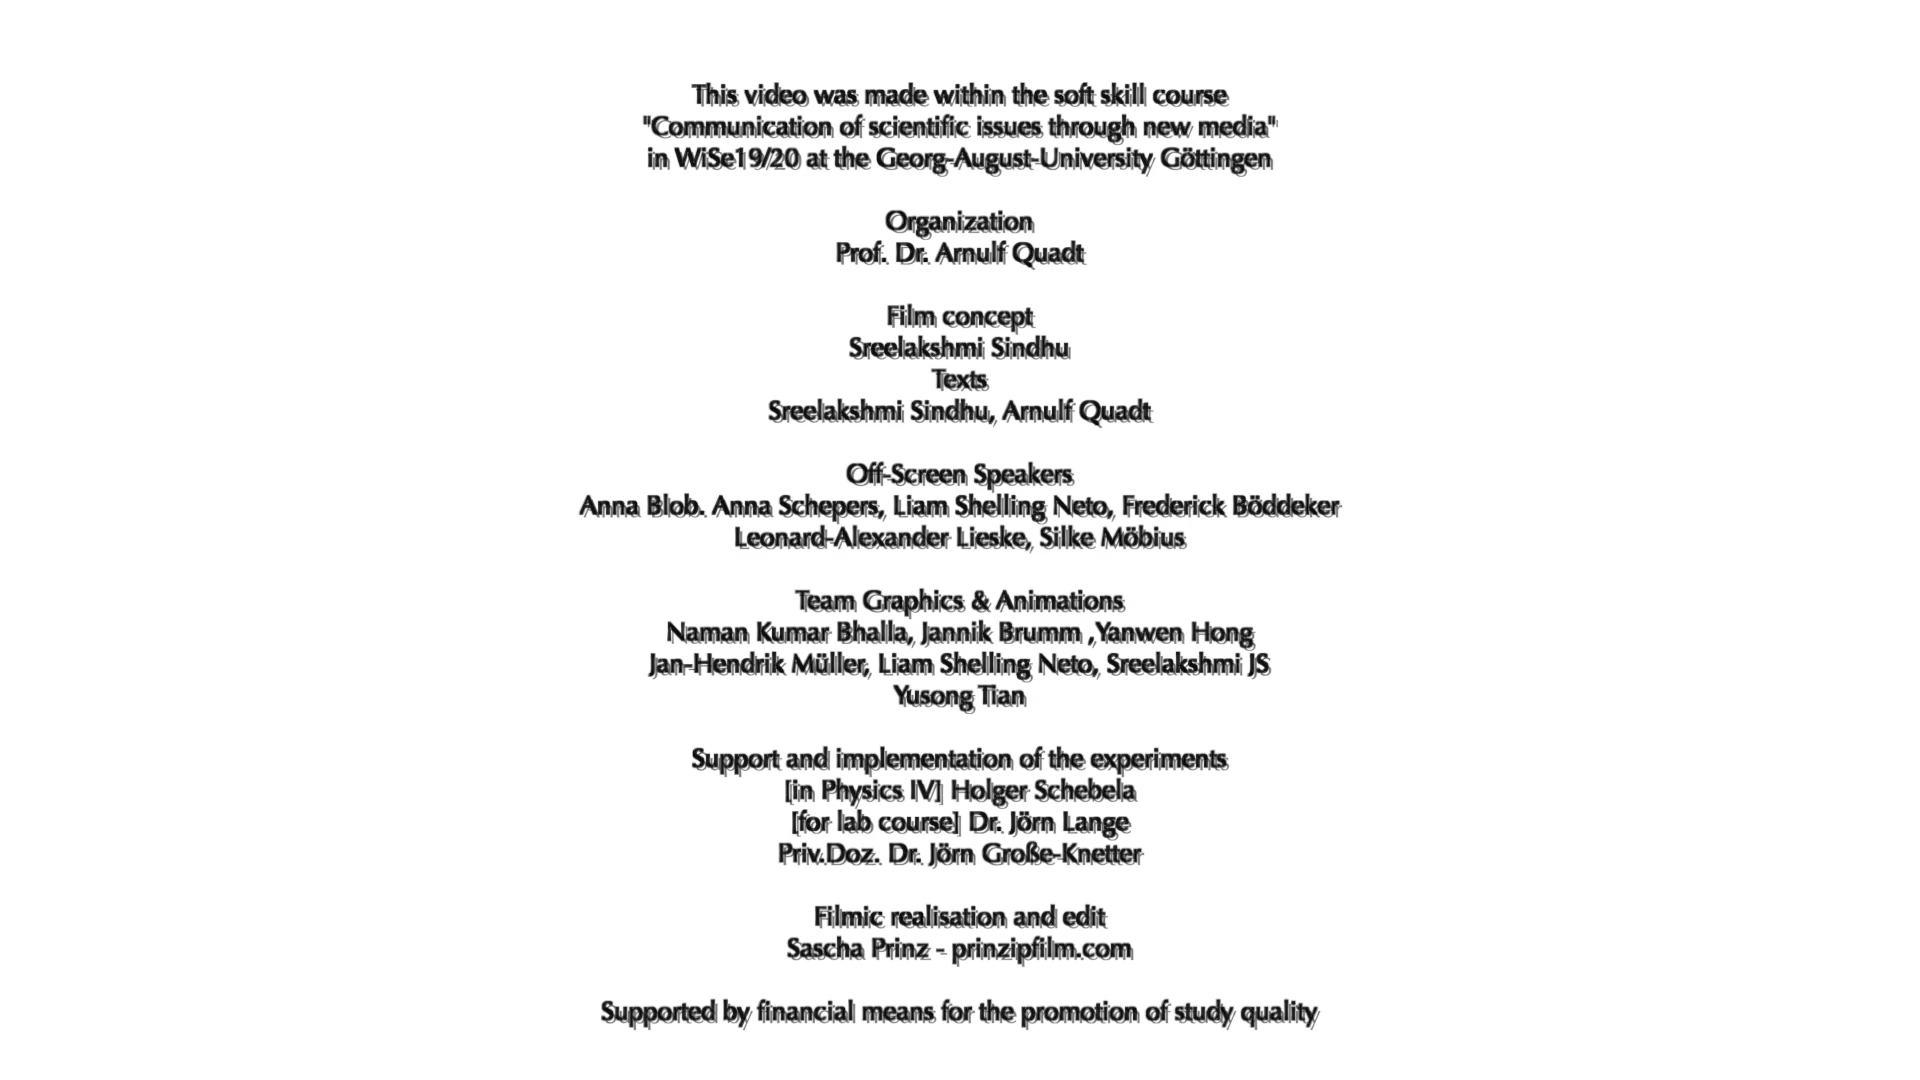 This video was made within the soft skill course
"Communication of scientific issues through new media"
in WiSe19/20 at the Georg-August-University Göttingen
Organization
Prof. Dr. Arnulf Quadt
Film concept
Sreelakshmi Sindhu
Texts
Sreelakshmi Sindhu, Arnulf Quadt
Off-Screen Speakers
Anna Blob. Anna Schepers, Liam Shelling Neto, Frederick Böddeker
Leonard-Alexander Lieske, Silke Möbius
Team Graphics & Animations
Naman Kumar Bhalla, Jannik Brumm ,Yanwen Hong
Jan-Hendrik Müller, Liam Shelling Neto, Sreelakshmi JS
Yusong Tian
Support and implementation of the experiments
[in Physics IV] Holger Schebela
[for lab course] Dr. Jörn Lange
Priv.Doz. Dr. Jörn Große-Knetter
Filmic realisation and edit
Sascha Prinz - prinzipfilm.com
Supported by financial means for the promotion of study quality